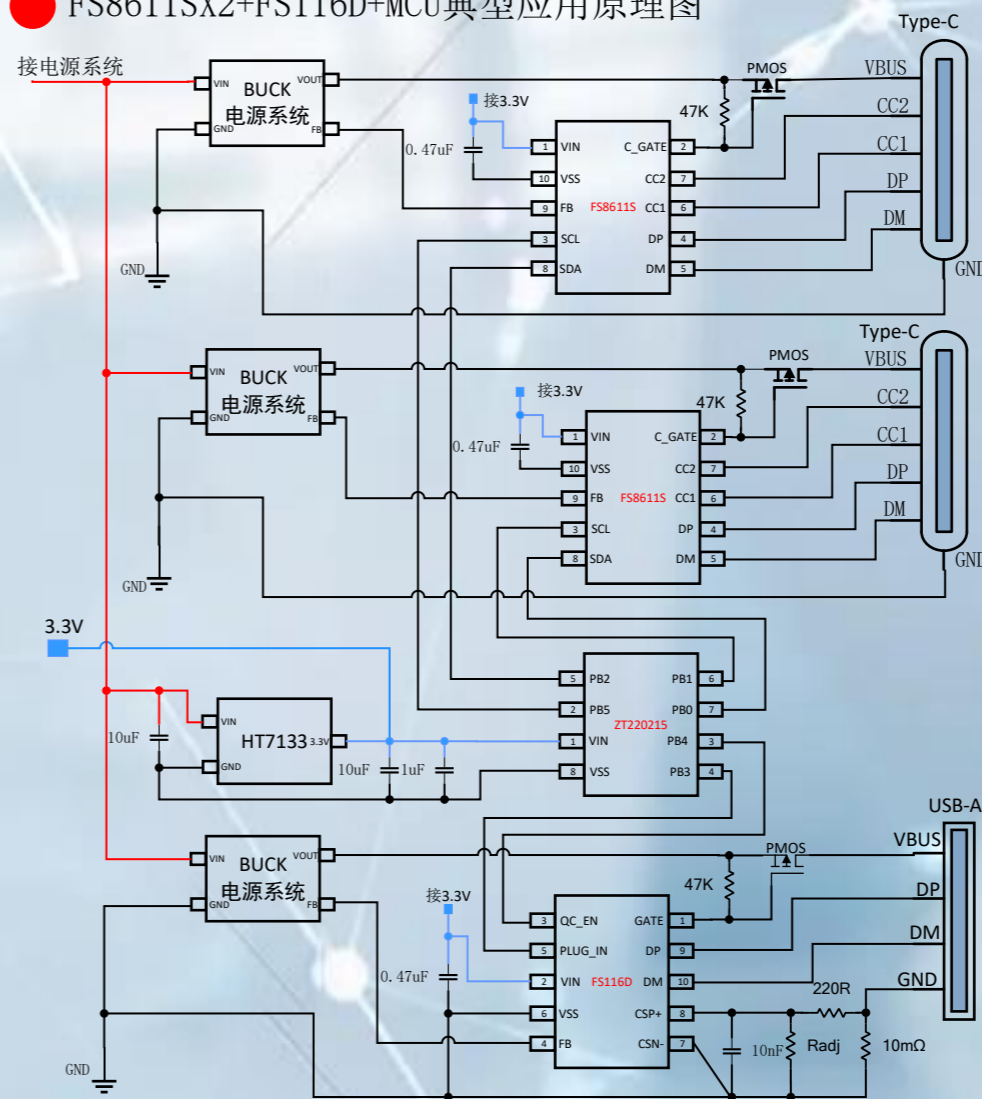 FS8611SX2+FS116D+MCU典型应用原理图
接电源系统
VIN
BUCK
电源系统
VOUT
GND
FB
GND
接3.3V
0.47uF
47K
PMOS
1 VIN
10 VSS
9 FB
3 SCL
8 SDA
FS8611S
C_GATE 2
CC2 7
CC1 6
DP 4
DM 5
Type-C
VBUS
CC2
CC1
DP
DM
GND
VIN
BUCK
电源系统
VOUT
GND
FB
GND
接3.3V
0.47uF
47K
PMOS
1 VIN
10 VSS
9 FB
3 SCL
8 SDA
FS8611S
C_GATE 2
CC2 7
CC1 6
DP 4
DM 5
Type-C
VBUS
CC2
CC1
DP
DM
GND
3.3V
10uF
VIN
HT7133 3.3V
GND
10uF
1uF
5 PB2
2 PB5
1 VIN
8 VSS
ZT220215
PB1 6
PB0 7
PB4 3
PB3 4
VIN
BUCK
电源系统
VOUT
GND
FB
GND
接3.3V
0.47uF
47K
PMOS
3 QC_EN
5 PLUG_IN
2 VIN
6 VSS
4 FB
FS116D
GATE 1
DP 9
DM 10
CSP+ 8
CSN- 7
220R
10nF
Radj
10mΩ
USB-A
VBUS
DP
DM
GND